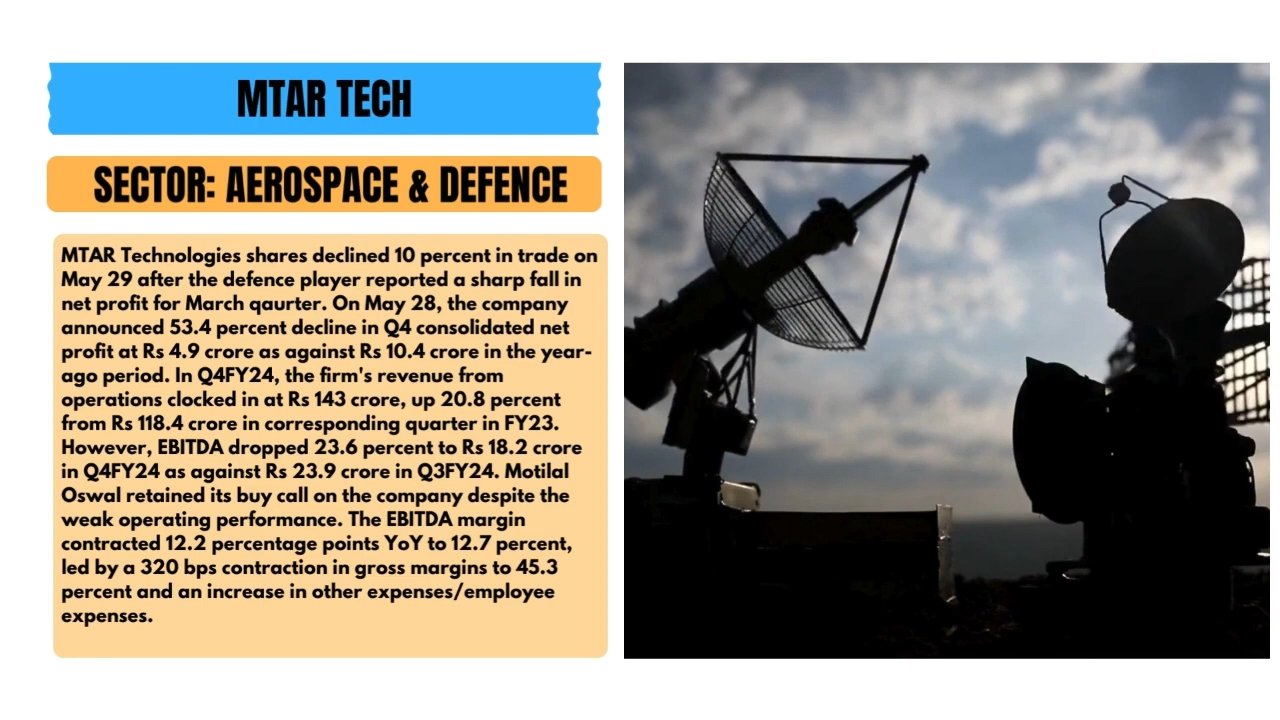 MTAR TECH
SECTOR: AEROSPACE & DEFENCE
MTAR Technologies shares declined 10 percent in trade on
May 29 after the defence player reported a sharp fall in
net profit for March qaurter. On May 28, the company
announced 53.4 percent decline in Q4 consolidated net
profit at Rs 4.9 crore as against Rs 10.4 crore in the year-
ago period. In Q4FY24, the firm's revenue from
operations clocked in at Rs 143 crore, up 20.8 percent
from Rs 118.4 crore in corresponding quarter in FY23.
However, EBITDA dropped 23.6 percent to Rs 18.2 crore
in Q4FY24 as against Rs 23.9 crore in Q3FY24. Motilal
Oswal retained its buy call on the company despite the
weak operating performance. The EBITDA margin
contracted 12.2 percentage points YoY to 12.7 percent,
led by a 320 bps contraction in gross margins to 45.3
percent and an increase in other expenses/employee
expenses.